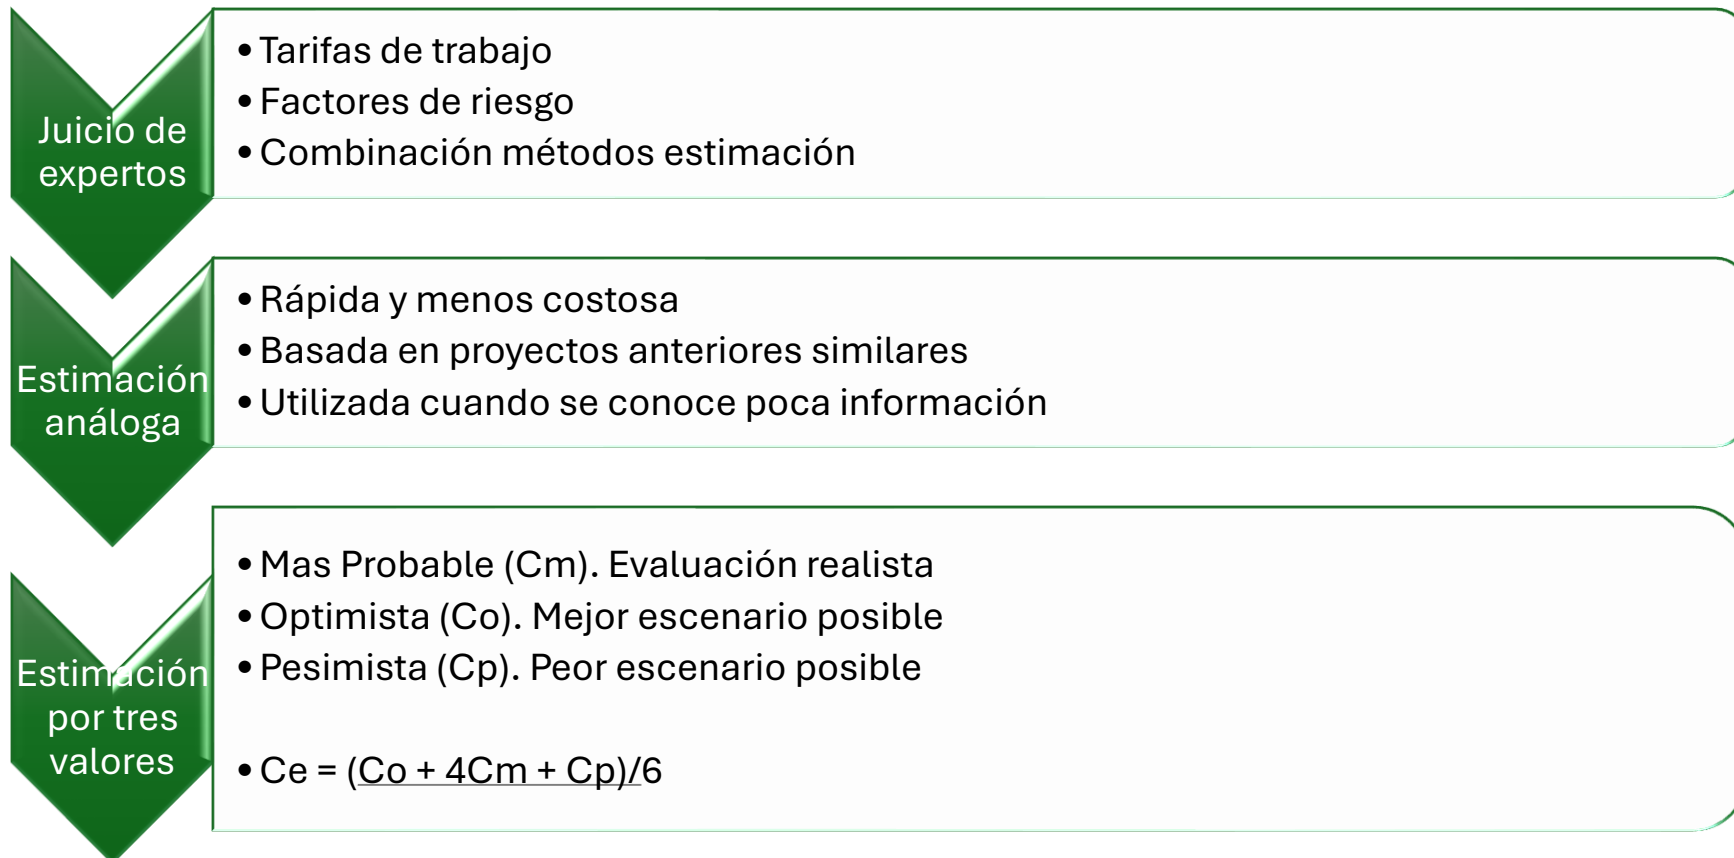 Juicio de
expertos
• Tarifas de trabajo
• Factores de riesgo
• Combinación métodos estimación
Estimación
análoga
• Rápida y menos costosa
• Basada en proyectos anteriores similares
• Utilizada cuando se conoce poca información
Estimación
por tres
valores
• Mas Probable (Cm). Evaluación realista
• Optimista (Co). Mejor escenario posible
• Pesimista (Cp). Peor escenario posible
• Ce = (Co + 4Cm + Cp)/6